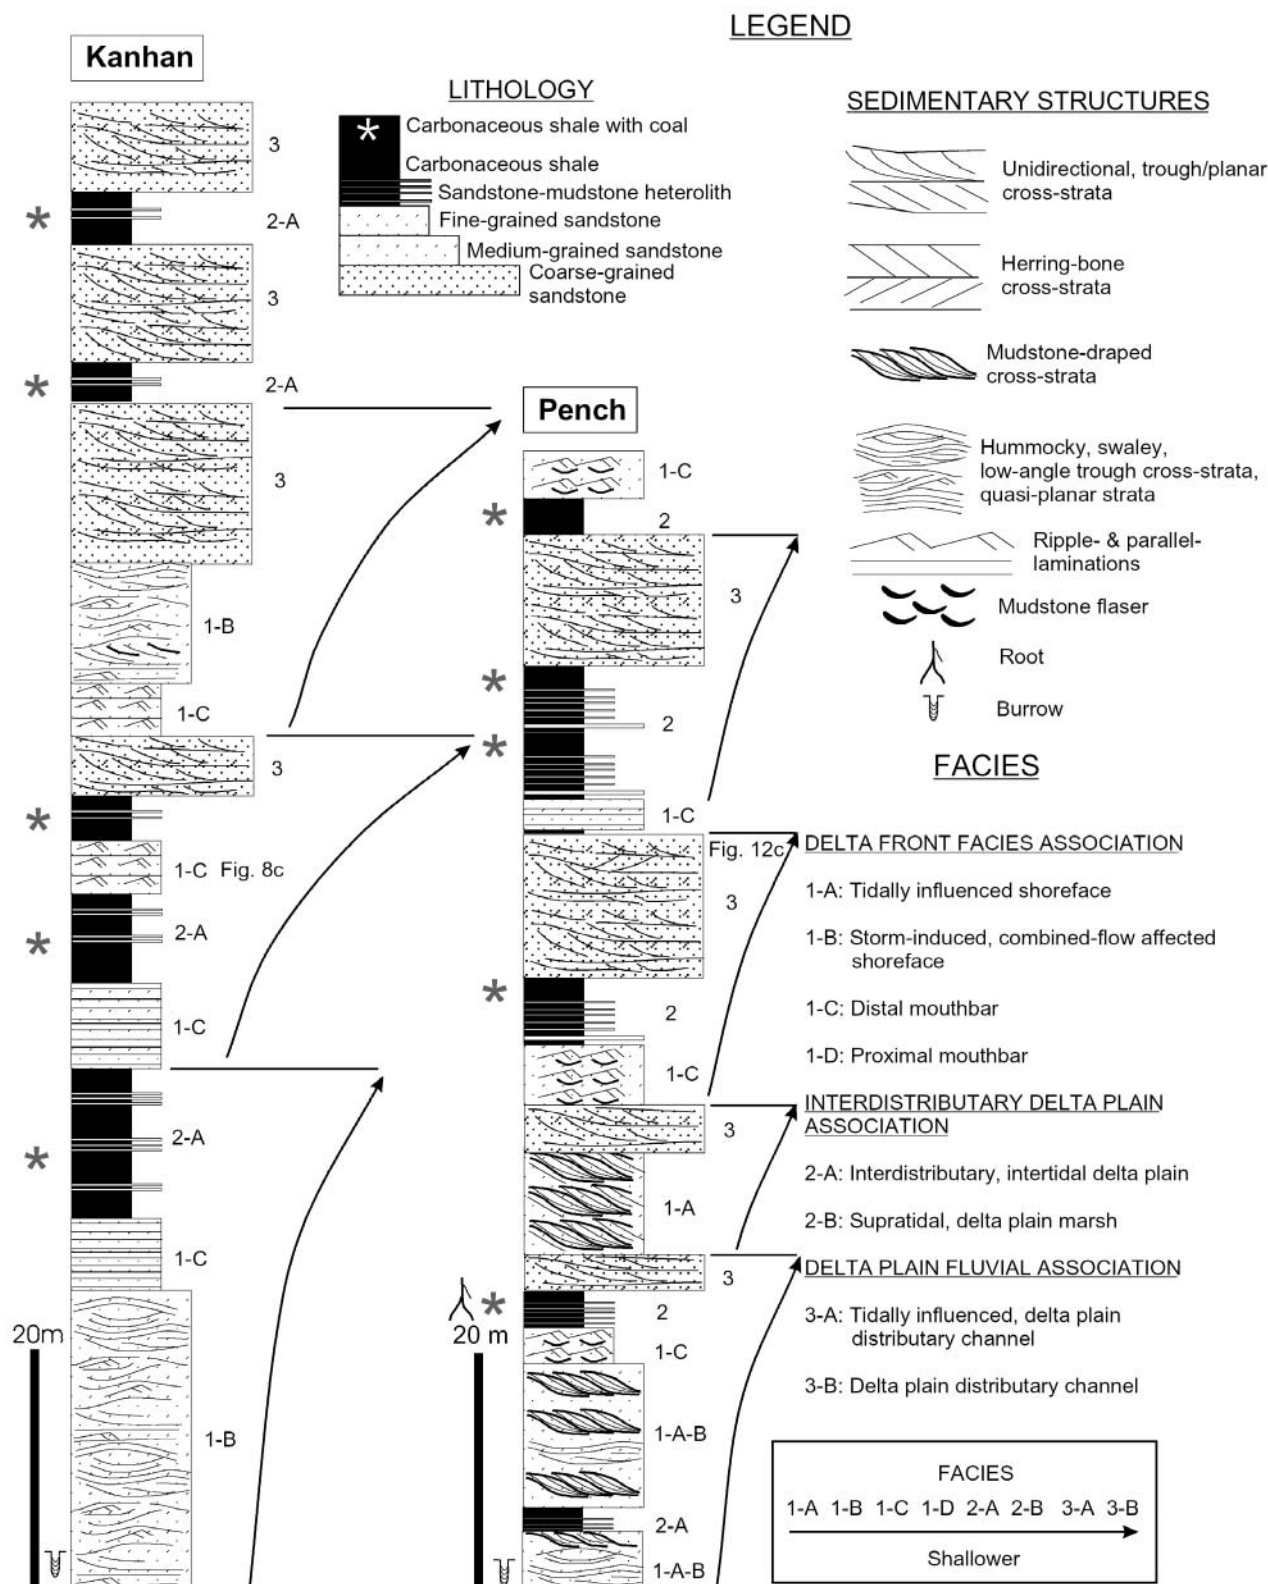 LEGEND
Kanhan
LITHOLOGY
* Carbonaceous shale with coal
Carbonaceous shale
Sandstone-mudstone heterolith
Fine-grained sandstone
Medium-grained sandstone
Coarse-grained
sandstone
SEDIMENTARY STRUCTURES
Unidirectional, trough/planar
cross-strata
Herring-bone
cross-strata
Mudstone-draped
cross-strata
Hummocky, swaley,
low-angle trough cross-strata,
quasi-planar strata
Ripple- & parallel-
laminations
Mudstone flaser
Root
Burrow
3
* 2-A
3
* 2-A
3
1-B
1-C
3
*
1-C Fig. 8c
2-A
*
1-C
2-A
*
1-C
20m
1-B
Pench
1-C
* 2
3
*
2
*
1-C
Fig. 12c
3
*
2
1-C
3
1-A
3
* 2
20 m
1-C
1-A-B
2-A
1-A-B
FACIES
DELTA FRONT FACIES ASSOCIATION
1-A: Tidally influenced shoreface
1-B: Storm-induced, combined-flow affected
shoreface
1-C: Distal mouthbar
1-D: Proximal mouthbar
INTERDISTRIBUTARY DELTA PLAIN
ASSOCIATION
2-A: Interdistributary, intertidal delta plain
2-B: Supratidal, delta plain marsh
DELTA PLAIN FLUVIAL ASSOCIATION
3-A: Tidally influenced, delta plain
distributary channel
3-B: Delta plain distributary channel
FACIES
1-A 1-B 1-C 1-D 2-A 2-B 3-A 3-B
Shallower